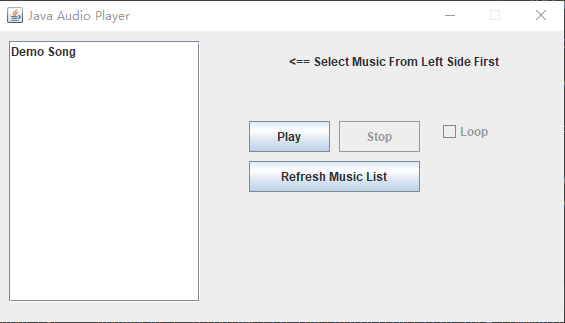 Java Audio Player
Demo Song
<== Select Music From Left Side First
Play
Stop
Loop
Refresh Music List